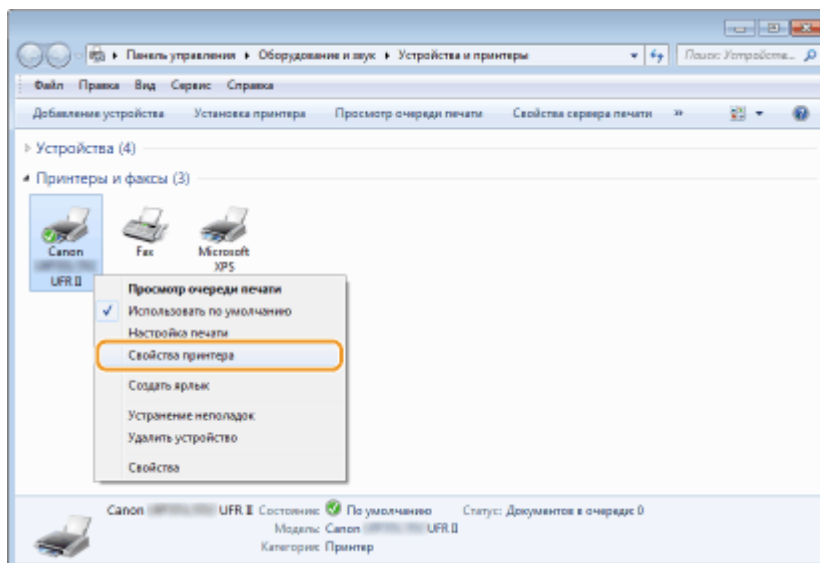 Панель управления ▸ Оборудование и звук ▸ Устройства и принтеры
Поиск: Устройств...
Файл Правка Вид Сервис Справка
Добавление устройства Установка принтера Просмотр очереди печати Свойства сервера печати »
Устройства (4)
Принтеры и факсы (3)
Canon
UFR II
Fax
Microsoft
XPS
Просмотр очереди печати
Использовать по умолчанию
Настройка печати
Свойства принтера
Создать ярлык
Устранение неполадок
Удалить устройство
Свойства
Canon UFR II Состояние: По умолчанию Статус: Документов в очереди: 0
Модель: Canon UFR II
Категория: Принтер